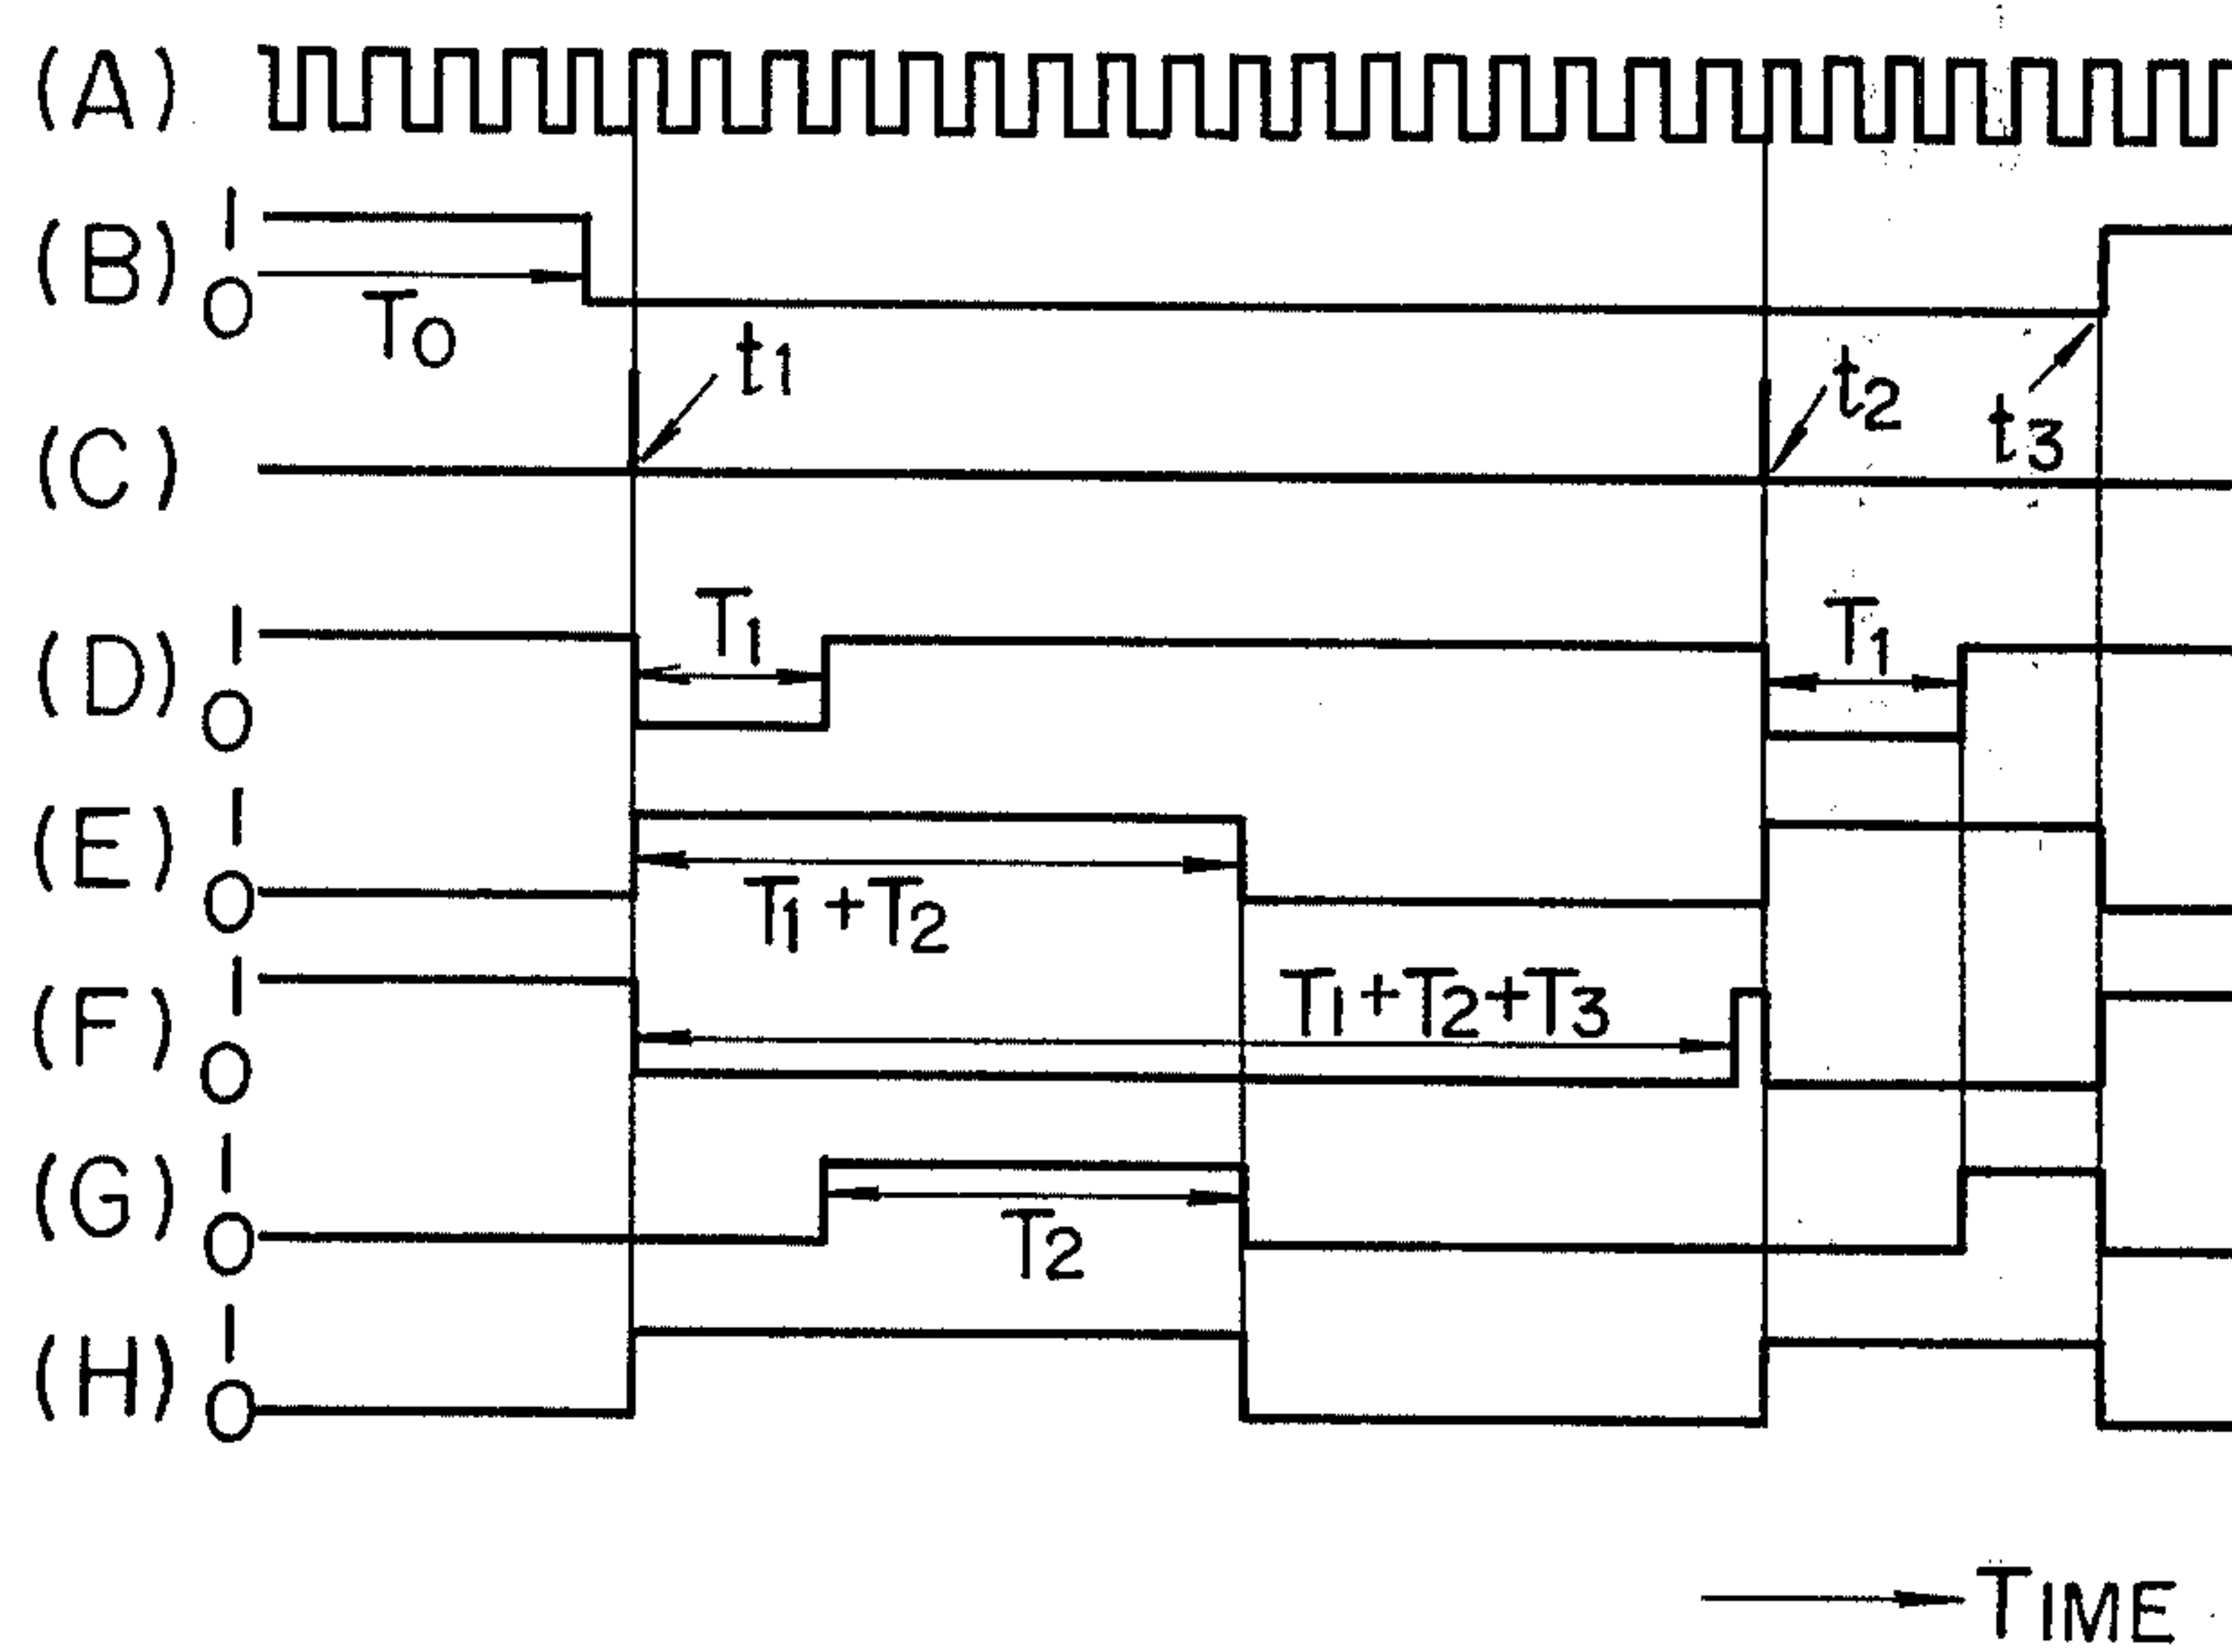 (A)
(B) 1 0
T0
t1
t2
t3
(C)
(D) 1 0
T1
T1
(E) 1 0
T1+T2
(F) 1 0
T1+T2+T3
(G) 1 0
T2
(H) 1 0
TIME